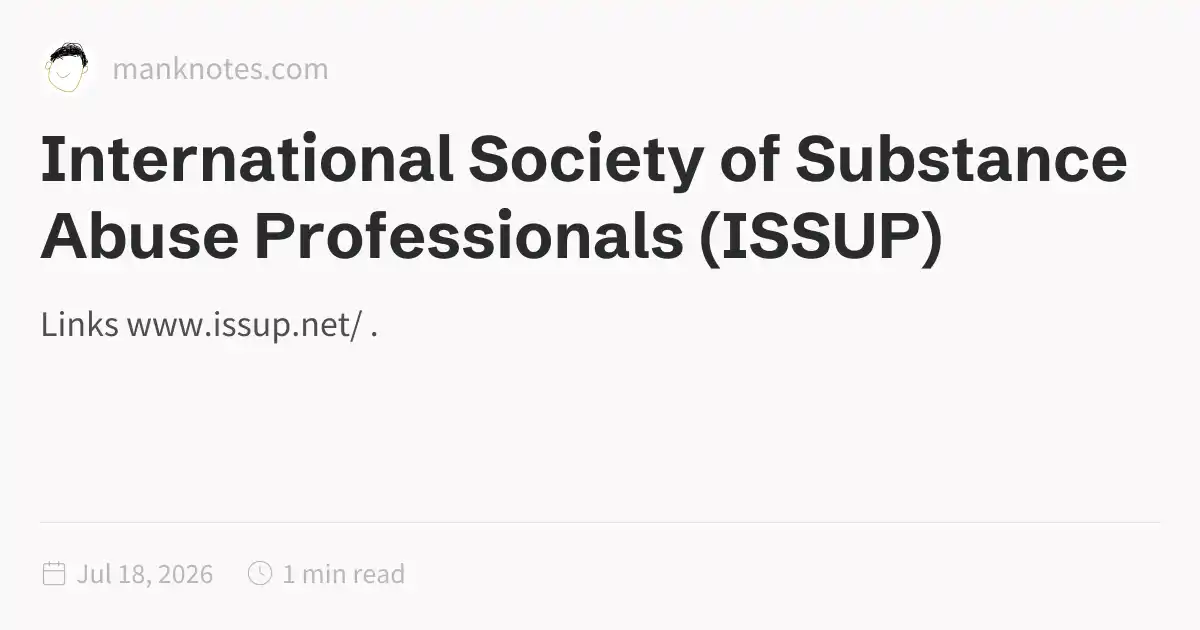 manknotes.com
International Society of Substance
Abuse Professionals (ISSUP)
Links www.issup.net/ .
Jul 18, 2026
1 min read